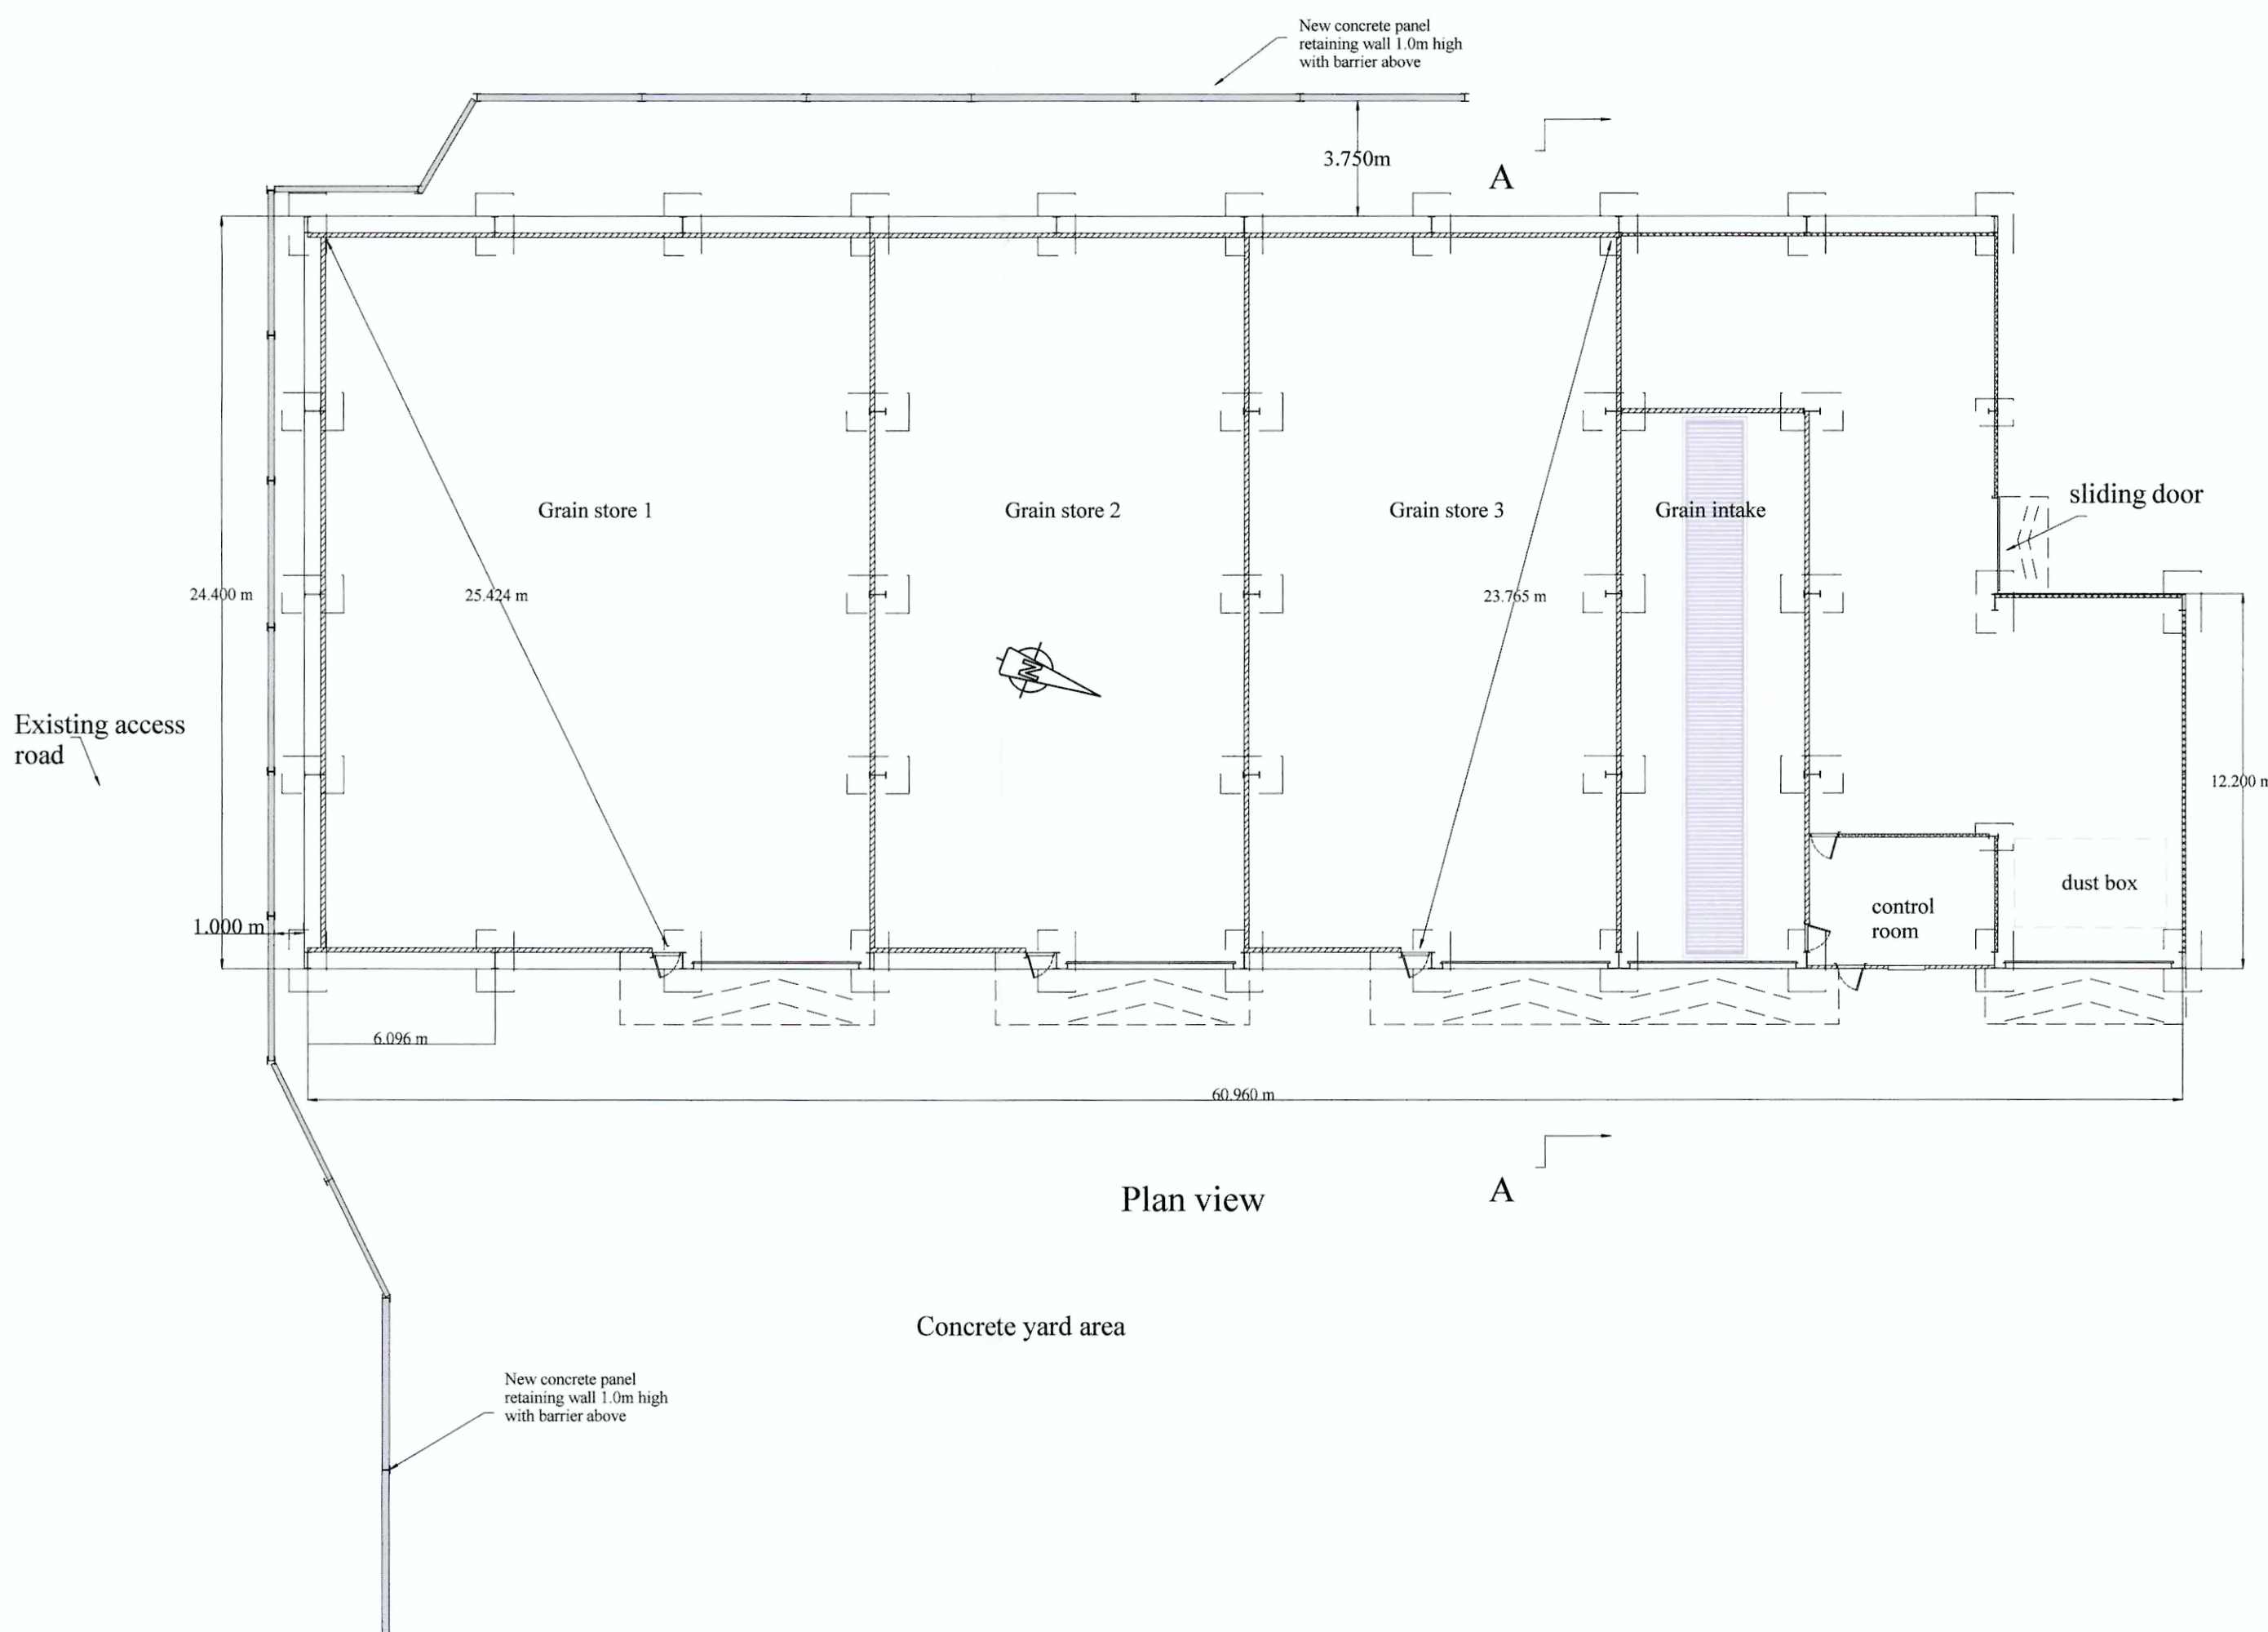 New concrete panel
retaining wall 1.0m high
with barrier above
3.750m
A
Grain store 1
Grain store 2
Grain store 3
Grain intake
sliding door
24.400 m
25.424 m
23.765 m
N
Existing access
road
12.200 m
dust box
control
room
1.000 m
6.096 m
60.960 m
A
Plan view
Concrete yard area
New concrete panel
retaining wall 1.0m high
with barrier above